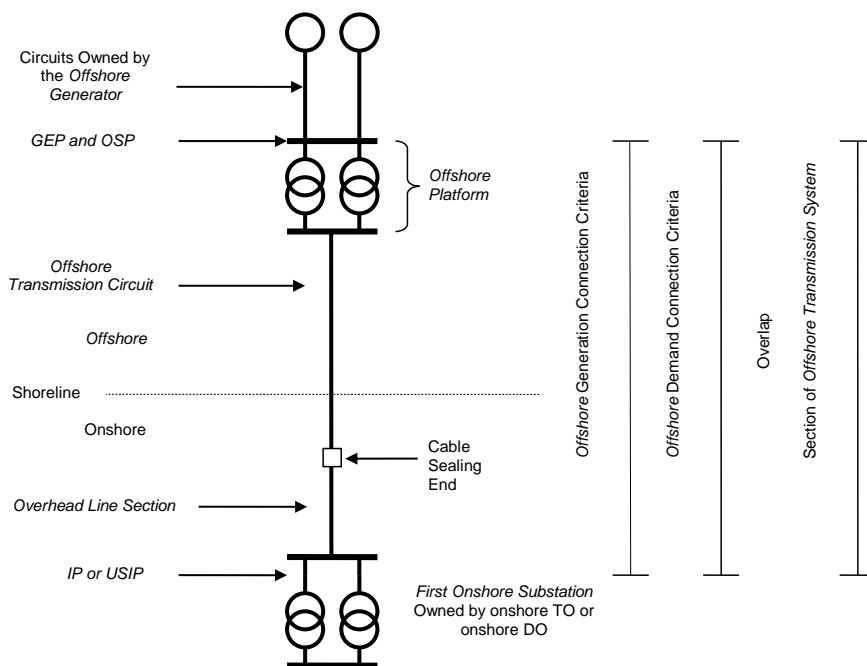 Circuits Owned by
the Offshore
Generator
GEP and OSP
Offshore
Platform
Offshore
Transmission Circuit
Offshore
Shoreline
Onshore
Cable
Sealing
End
Overhead Line Section
IP or USIP
First Onshore Substation
Owned by onshore TO or
onshore DO
Offshore Generation Connection Criteria
Offshore Demand Connection Criteria
Overlap
Section of Offshore Transmission System